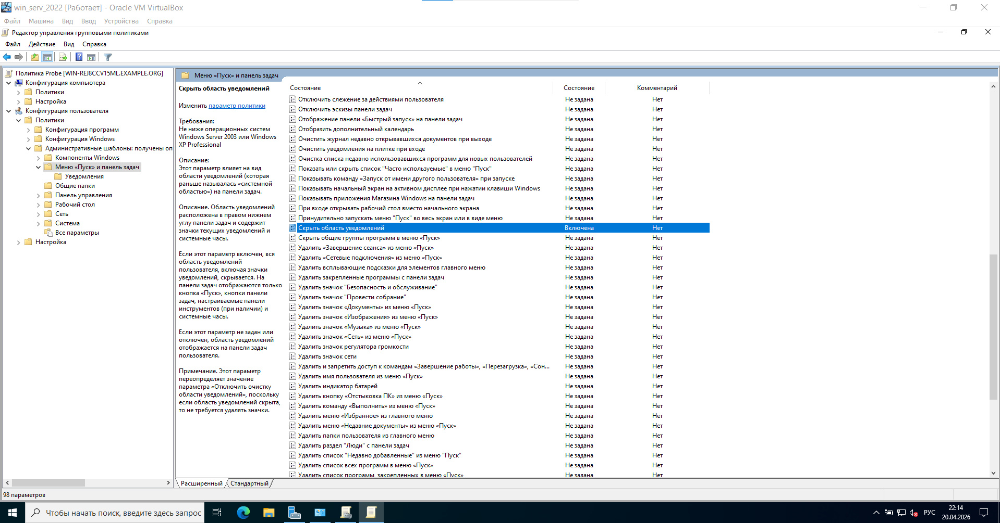 win_serv_2022 [Работает] - Oracle VM VirtualBox
Файл Машина Вид Ввод Устройства Справка
Редактор управления групповыми политиками
Файл Действие Вид Справка
Политика Probe [WIN-REJ8CCV15ML.EXAMPLE.ORG]
Конфигурация компьютера
Политики
Настройка
Конфигурация пользователя
Политики
Конфигурация программ
Конфигурация Windows
Административные шаблоны: получены оп
Компоненты Windows
Меню «Пуск» и панель задач
Уведомления
Общие папки
Панель управления
Рабочий стол
Сеть
Система
Все параметры
Настройка
Меню «Пуск» и панель задач
Скрыть область уведомлений
Изменить параметр политики
Требования:
Не ниже операционных систем
Windows Server 2003 или Windows
XP Professional
Описание:
Этот параметр влияет на вид
области уведомлений (которая
раньше называлась «системной
областью») на панели задач.
Описание. Область уведомлений
расположена в правом нижнем
углу панели задач и содержит
значки текущих уведомлений и
системные часы.
Если этот параметр включен, вся
область уведомлений
пользователя, включая значки
уведомлений, скрывается. На
панели задач отображаются только
кнопка «Пуск», кнопки панели
задач, настраиваемые панели
инструментов (при наличии) и
системные часы.
Если этот параметр не задан или
отключен, область уведомлений
отображается на панели задач
пользователя.
Примечание. Этот параметр
переопределяет значение
параметра «Отключить очистку
области уведомлений», поскольку
если область уведомлений скрыта,
то не требуется удалять значки.
Состояние Состояние Комментарий
Отключить слежение за действиями пользователя Не задана Нет
Отключить эскизы панели задач Не задана Нет
Отображение панели «Быстрый запуск» на панели задач Не задана Нет
Отобразить дополнительный календарь Не задана Нет
Очистить журнал недавно открывавшихся документов при выходе Не задана Нет
Очистить уведомления на плитке при входе Не задана Нет
Очистка списка недавно использовавшихся программ для новых пользователей Не задана Нет
Показать или скрыть список "Часто используемые" в меню "Пуск" Не задана Нет
Показывать команду «Запуск от имени другого пользователя» при запуске Не задана Нет
Показывать начальный экран на активном дисплее при нажатии клавиши Windows Не задана Нет
Показывать приложения Магазина Windows на панели задач Не задана Нет
При входе открывать рабочий стол вместо начального экрана Не задана Нет
Принудительно запускать меню "Пуск" во весь экран или в виде меню Не задана Нет
Скрыть область уведомлений Включена Нет
Скрыть общие группы программ в меню «Пуск» Не задана Нет
Удалить «Завершение сеанса» из меню «Пуск» Не задана Нет
Удалить «Сетевые подключения» из меню «Пуск» Не задана Нет
Удалить всплывающие подсказки для элементов главного меню Не задана Нет
Удалить закрепленные программы с панели задач Не задана Нет
Удалить значок "Безопасность и обслуживание" Не задана Нет
Удалить значок "Провести собрание" Не задана Нет
Удалить значок «Документы» из меню «Пуск» Не задана Нет
Удалить значок «Изображения» из меню «Пуск» Не задана Нет
Удалить значок «Музыка» из меню «Пуск» Не задана Нет
Удалить значок «Сеть» из меню «Пуск» Не задана Нет
Удалить значок регулятора громкости Не задана Нет
Удалить значок сети Не задана Нет
Удалить и запретить доступ к командам «Завершение работы», «Перезагрузка», «Сон... Не задана Нет
Удалить имя пользователя из меню «Пуск» Не задана Нет
Удалить индикатор батарей Не задана Нет
Удалить кнопку «Отстыковка ПК» из меню «Пуск» Не задана Нет
Удалить команду «Выполнить» из меню «Пуск» Не задана Нет
Удалить меню «Избранное» из главного меню Не задана Нет
Удалить меню «Недавние документы» из меню «Пуск» Не задана Нет
Удалить папки пользователя из главного меню Не задана Нет
Удалить раздел "Люди" с панели задач Не задана Нет
Удалить список "Недавно добавленные" из меню "Пуск" Не задана Нет
Удалить список всех программ в меню «Пуск» Не задана Нет
Удалить список программ, закрепленных в меню «Пуск» Не задана Нет
Расширенный Стандартный
98 параметров
Чтобы начать поиск, введите здесь запрос
РУС
22:14
20.04.2026